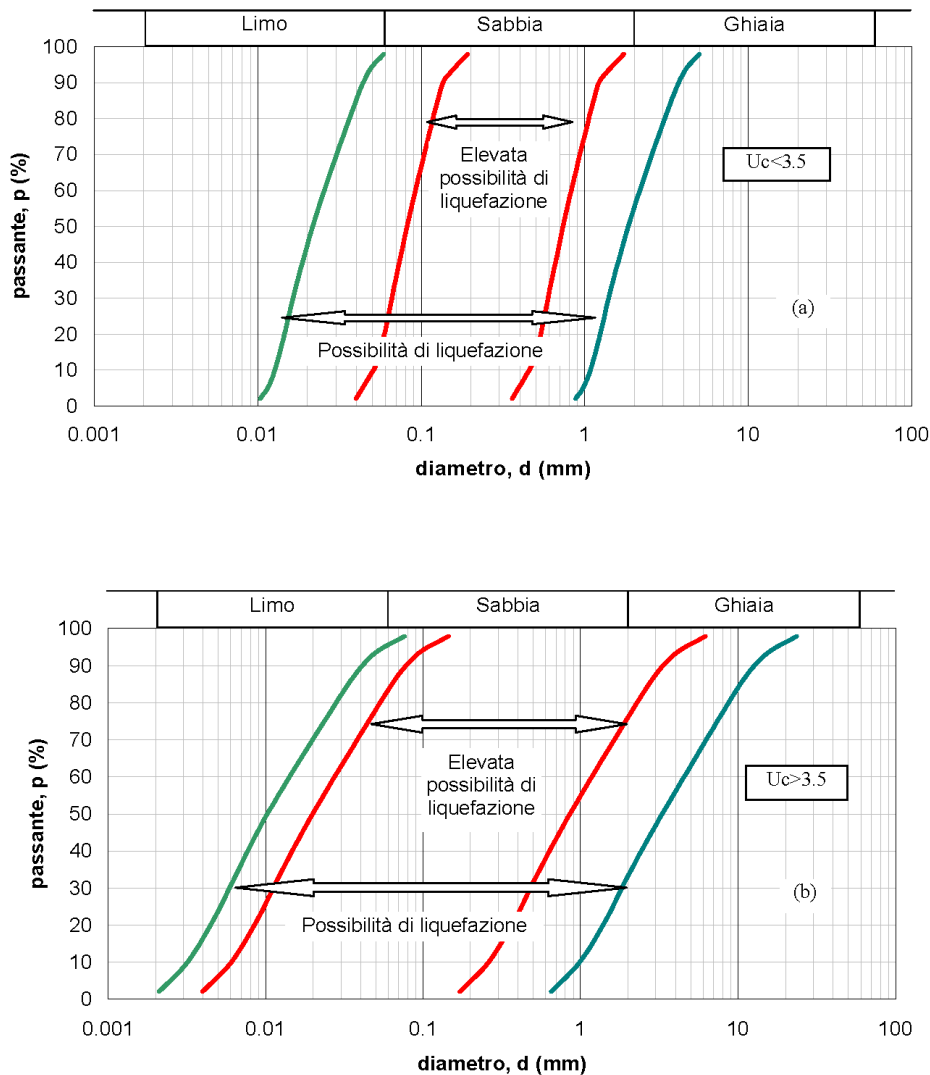 Limo Sabbia Ghiaia
100
90
80
70
60
50
40
30
20
10
0
passante, p (%)
Elevata
possibilità di
liquefazione
Uc<3.5
(a)
Possibilità di liquefazione
0.001 0.01 0.1 1 10 100
diametro, d (mm)
Limo Sabbia Ghiaia
100
90
80
70
60
50
40
30
20
10
0
passante, p (%)
Elevata
possibilità di
liquefazione
Uc>3.5
(b)
Possibilità di liquefazione
0.001 0.01 0.1 1 10 100
diametro, d (mm)